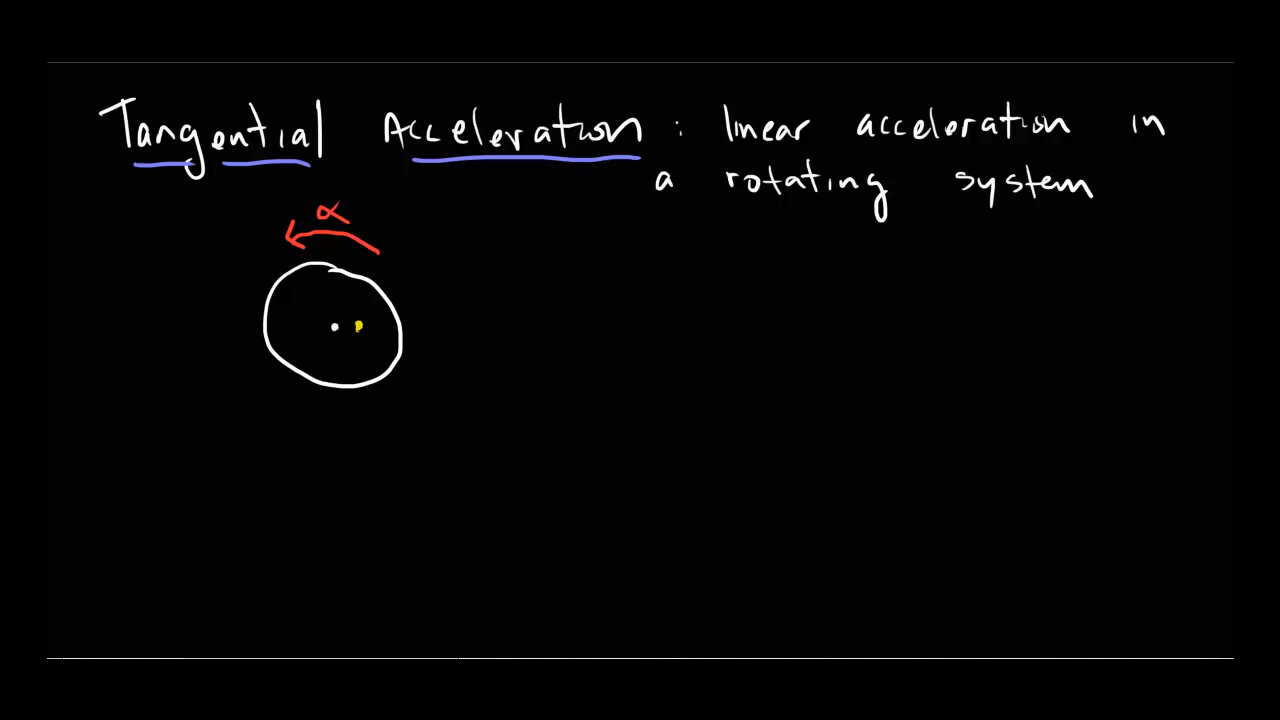 Tangential Acceleration : linear acceleration in
a rotating system
α